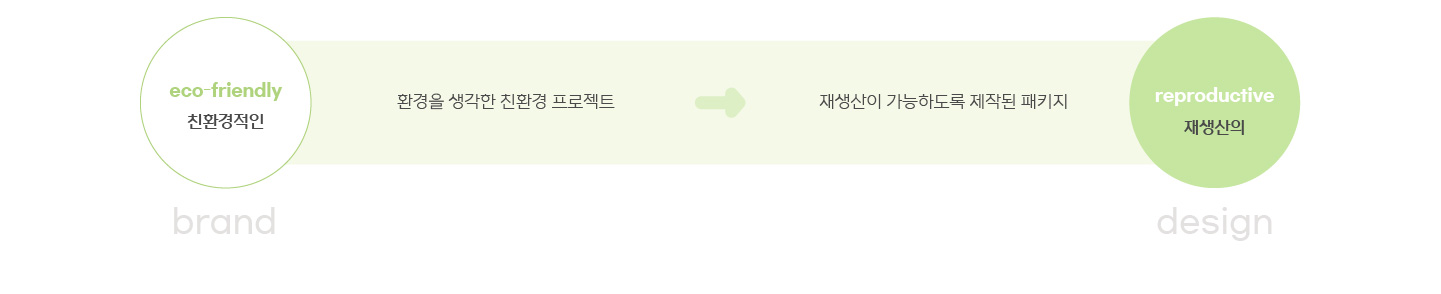 eco-friendly
친환경적인
환경을 생각한 친환경 프로젝트
재생산이 가능하도록 제작된 패키지
reproductive
재생산의
brand
design